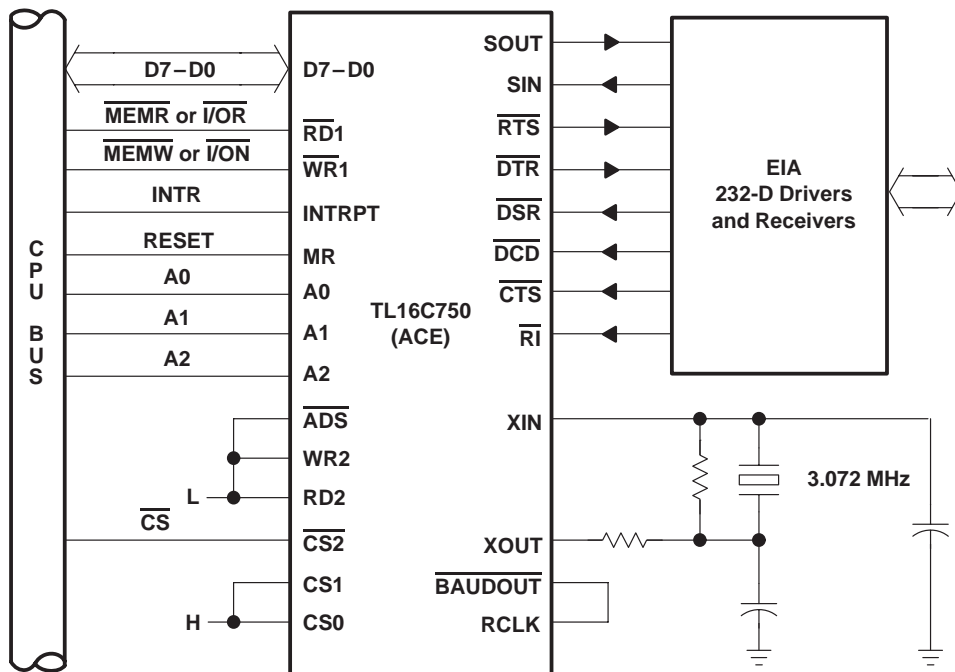 CPU BUS
D7–D0
MEMR or I/OR
MEMW or I/ON
INTR
RESET
A0
A1
A2
L
CS
H
D7–D0
RD1
WR1
INTRPT
MR
A0
A1
A2
ADS
WR2
RD2
CS2
CS1
CS0
TL16C750
(ACE)
SOUT
SIN
RTS
DTR
DSR
DCD
CTS
RI
XIN
XOUT
BAUDOUT
RCLK
EIA
232-D Drivers
and Receivers
3.072 MHz